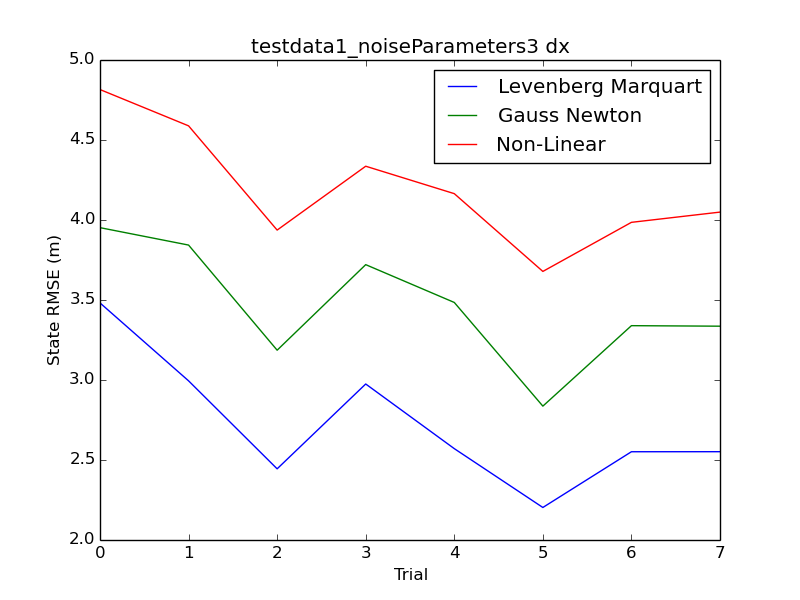 testdata1_noiseParameters3 dx
Levenberg Marquart
Gauss Newton
Non-Linear
State RMSE (m)
5.0
4.5
4.0
3.5
3.0
2.5
2.0
0 1 2 3 4 5 6 7
Trial